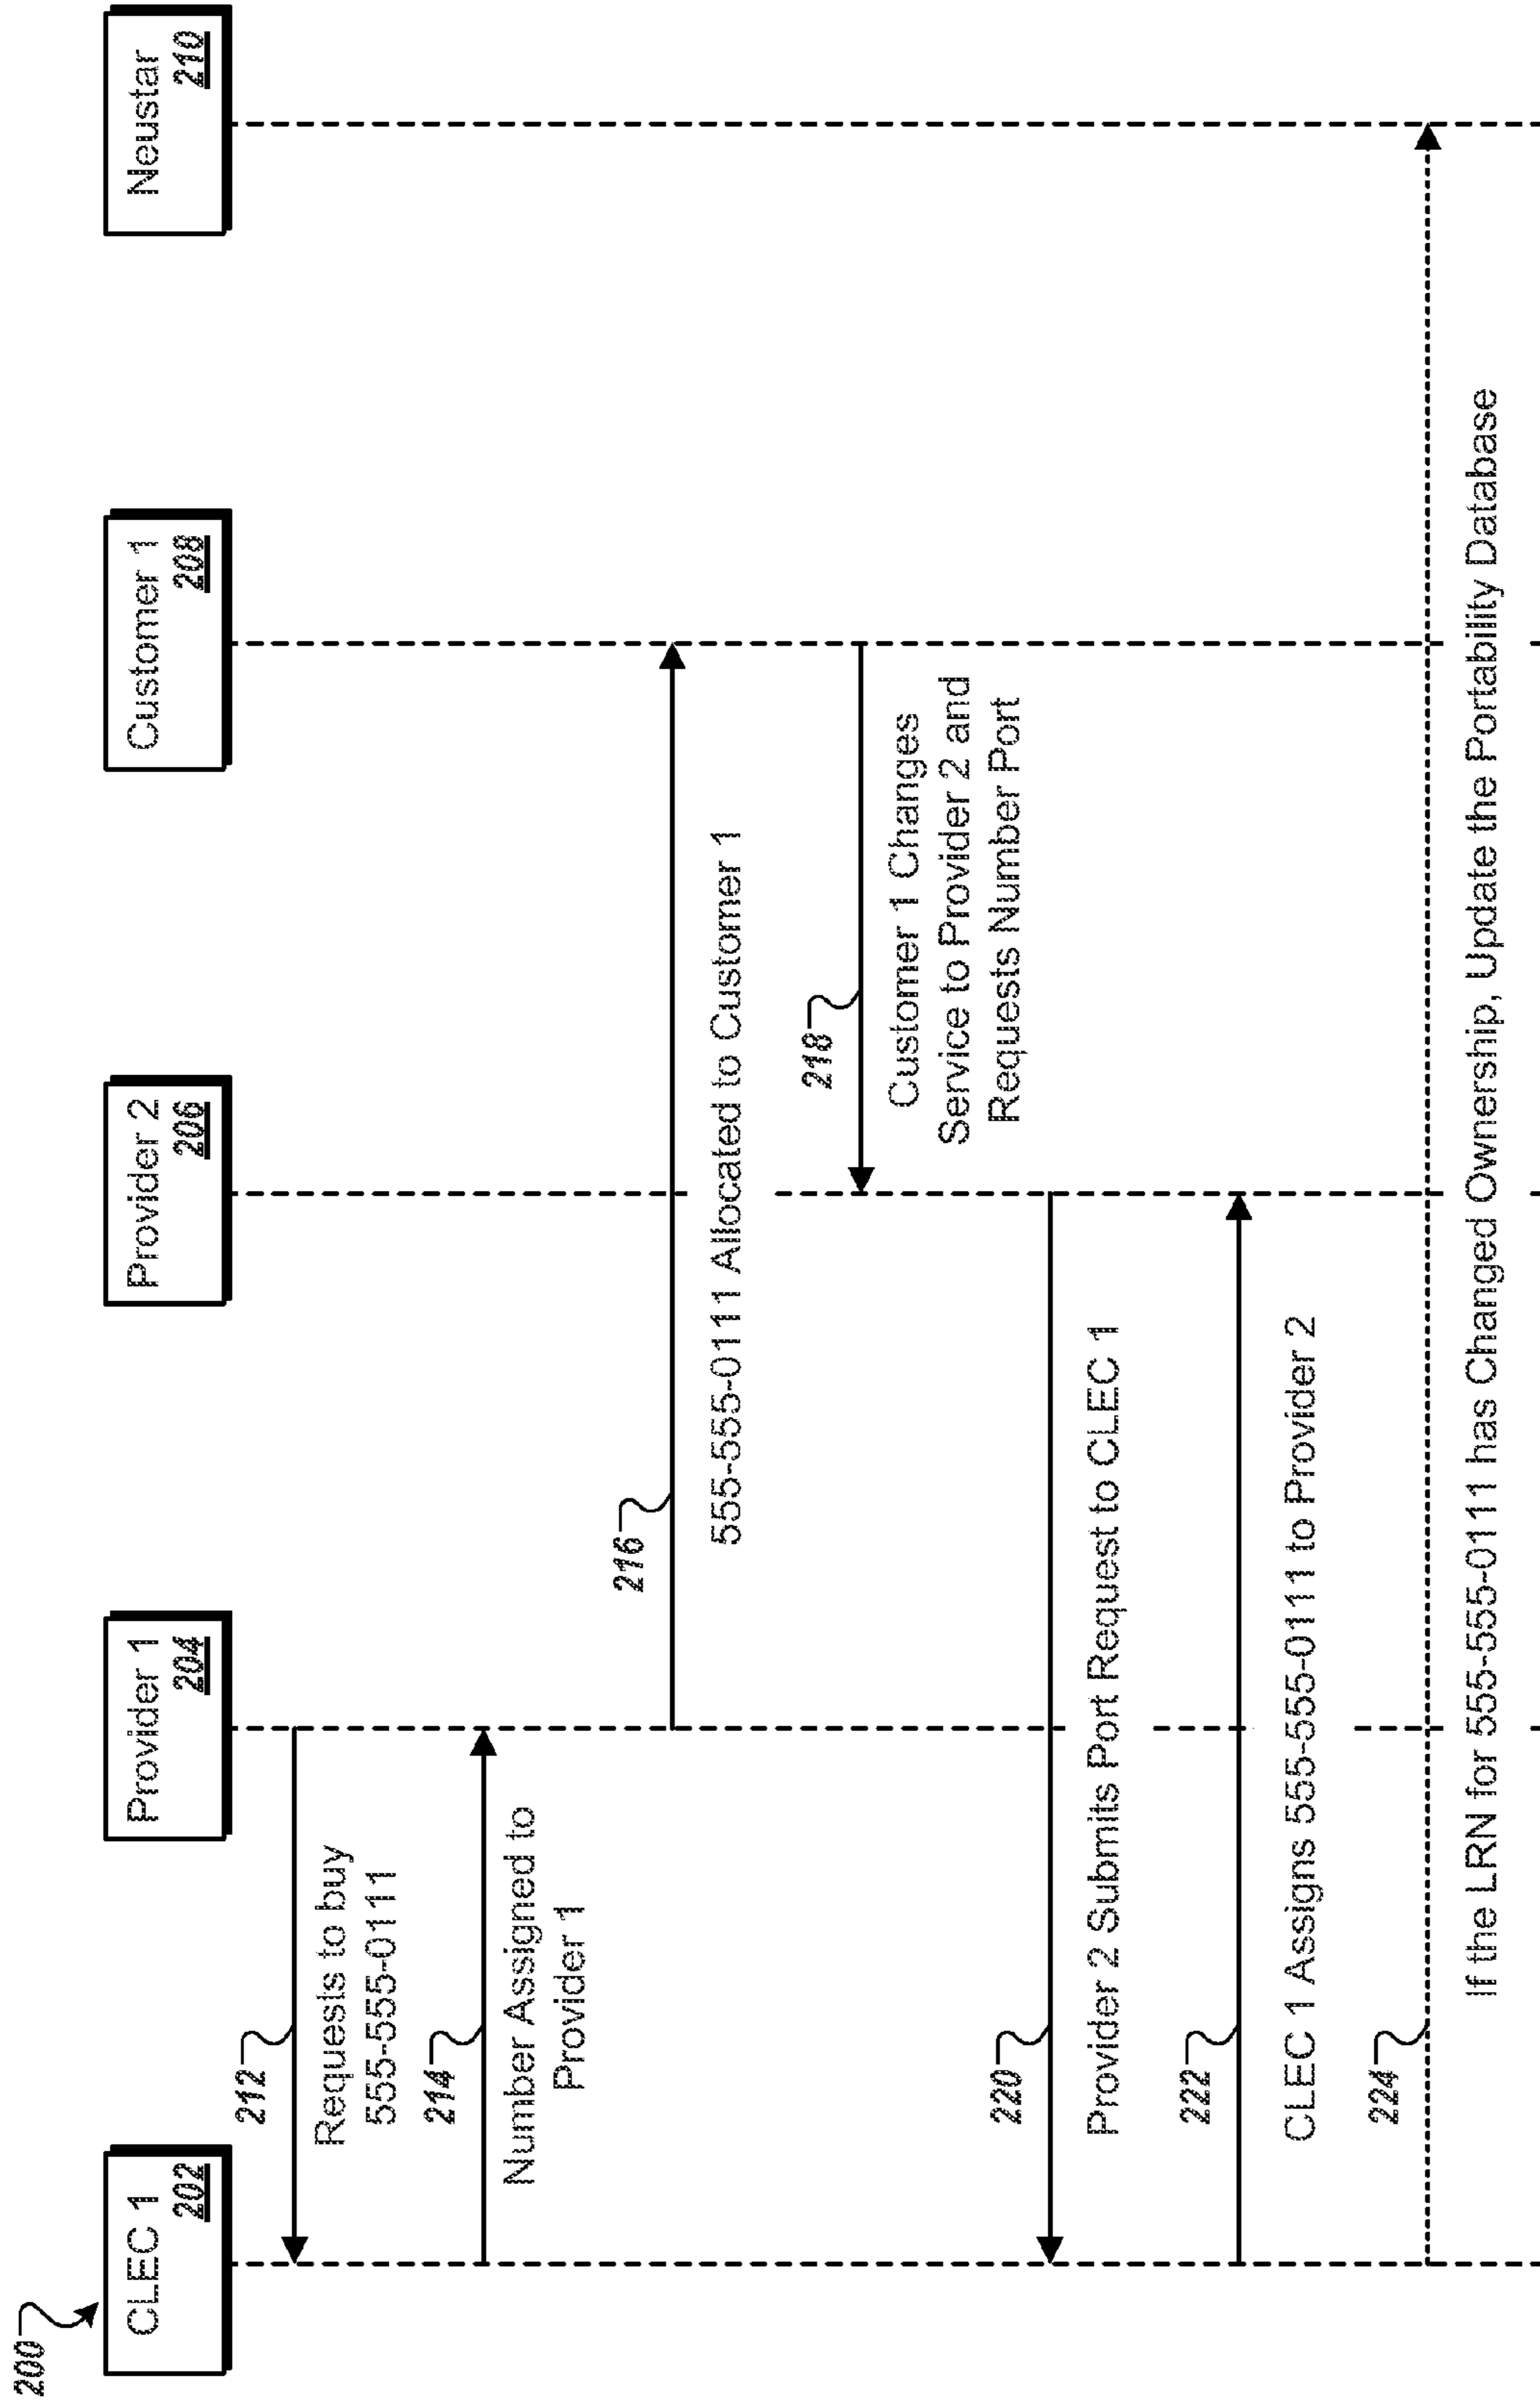 200
CLEC 1
202
Provider 1
204
Provider 2
206
Customer 1
208
Neustar
210
212
Requests to buy
555-555-0111
214
Number Assigned to
Provider 1
216
555-555-0111 Allocated to Customer 1
218
Customer 1 Changes
Service to Provider 2 and
Requests Number Port
220
Provider 2 Submits Port Request to CLEC 1
222
CLEC 1 Assigns 555-555-0111 to Provider 2
224
If the LRN for 555-555-0111 has Changed Ownership, Update the Portability Database